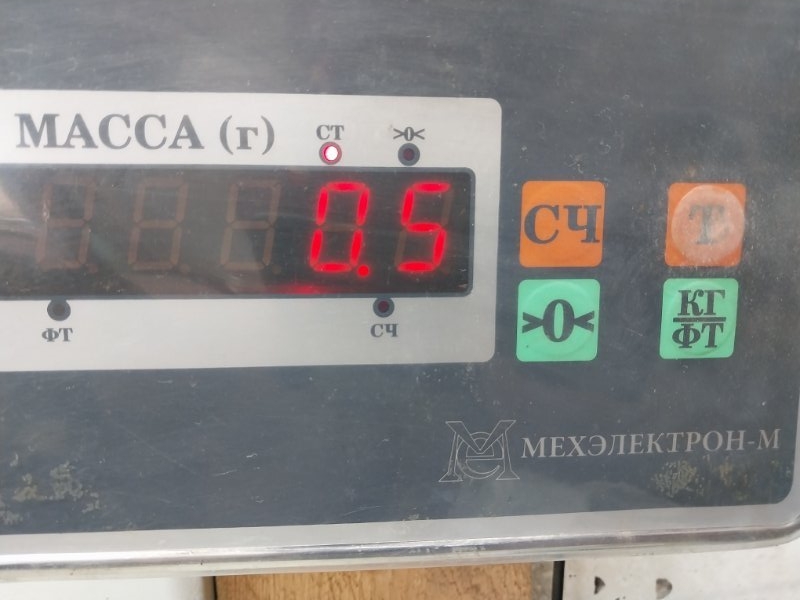 МАССА (г)
СТ
>0<
0.5
ФТ
СЧ
СЧ
Т
>0<
КГ
ФТ
МЕХЭЛЕКТРОН-М